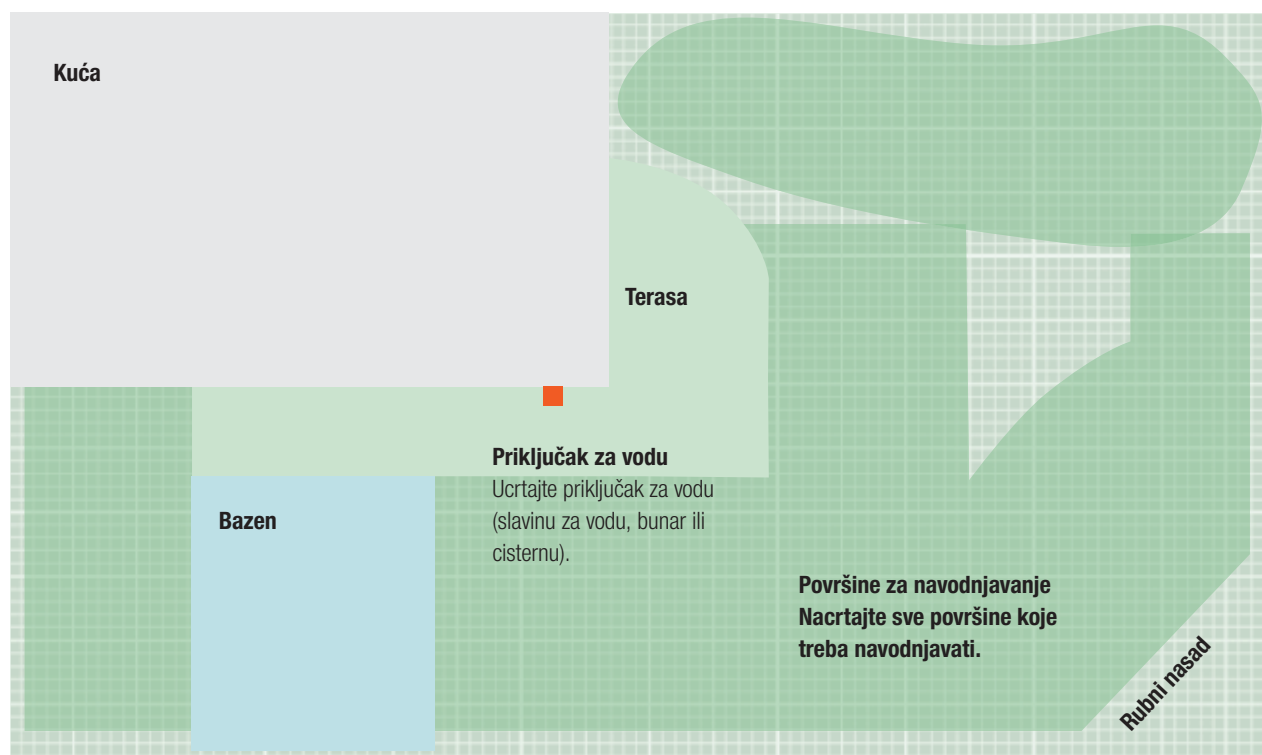 Kuća
Terasa
Priključak za vodu
Ucrtajte priključak za vodu
(slavinu za vodu, bunar ili
cisternu).
Bazen
Površine za navodnjavanje
Nacrtajte sve površine koje
treba navodnjavati.
Rubni nasad